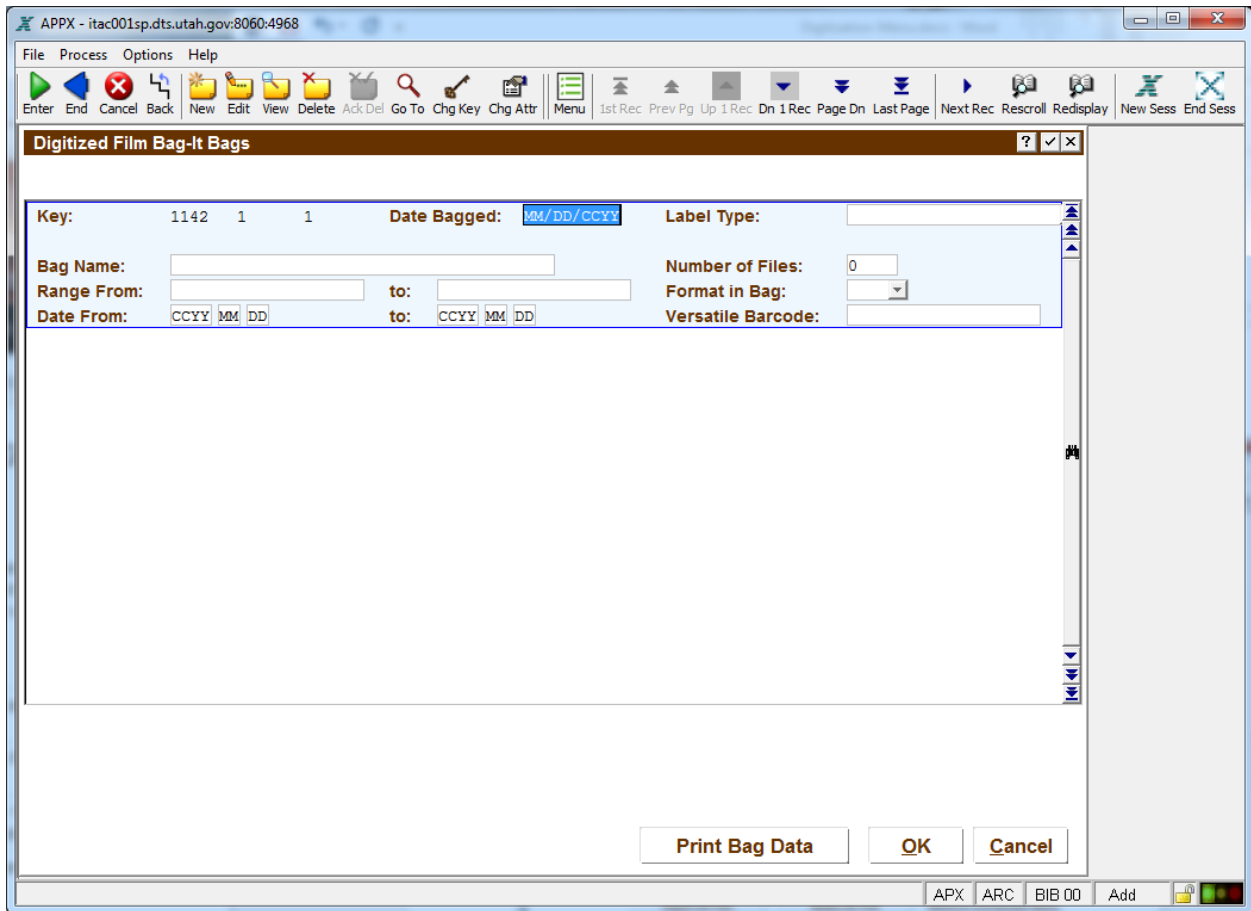 APPX - itac001sp.dts.utah.gov:8060:4968
File Process Options Help
Enter End Cancel Back New Edit View Delete Ack Del Go To Chg Key Chg Attr Menu 1st Rec Prev Pg Up 1 Rec Dn 1 Rec Page Dn Last Page Next Rec Rescroll Redisplay New Sess End Sess
Digitized Film Bag-It Bags ?
Key: 1142 1 1 Date Bagged: MM/DD/CCYY Label Type:
Bag Name: Number of Files: 0
Range From: to: Format in Bag:
Date From: CCYY MM DD to: CCYY MM DD Versatile Barcode:
Print Bag Data OK Cancel
APX ARC BIB 00 Add